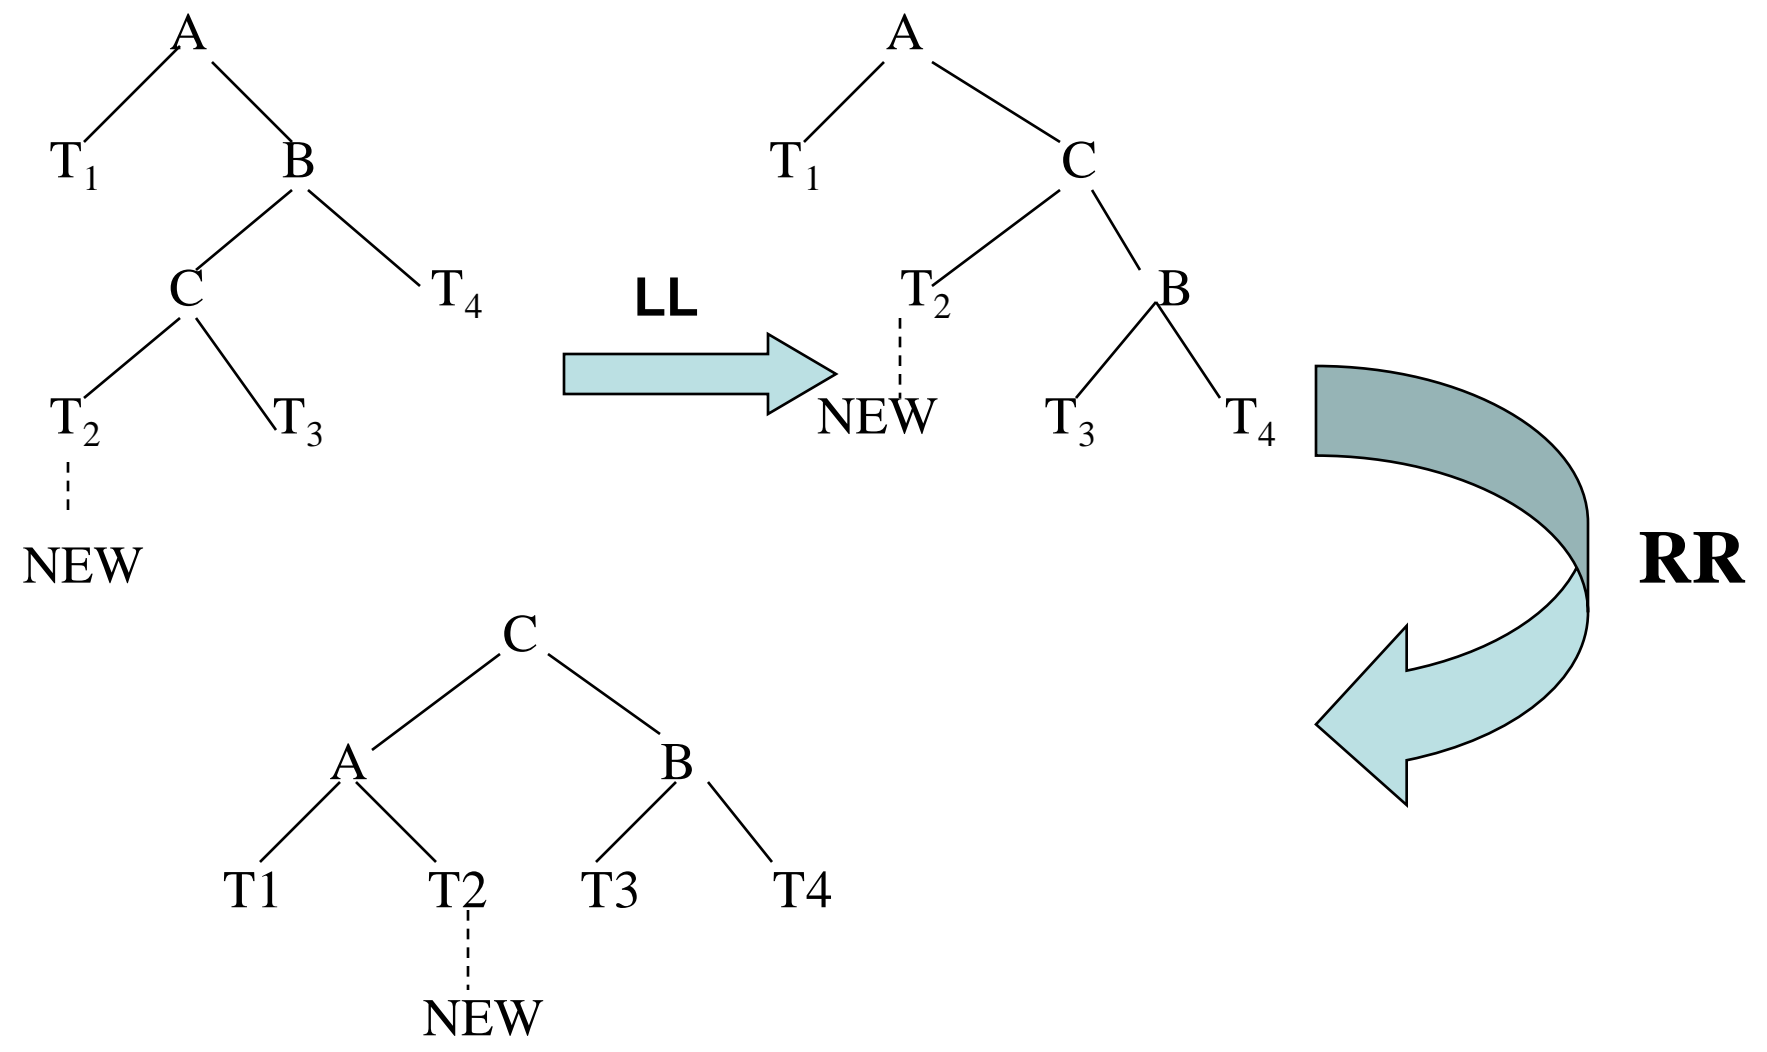 A A
T1 B T1 C
C T4 LL T2 B
T2 T3 NEW T3 T4
NEW RR
C
A B
T1 T2 T3 T4
NEW